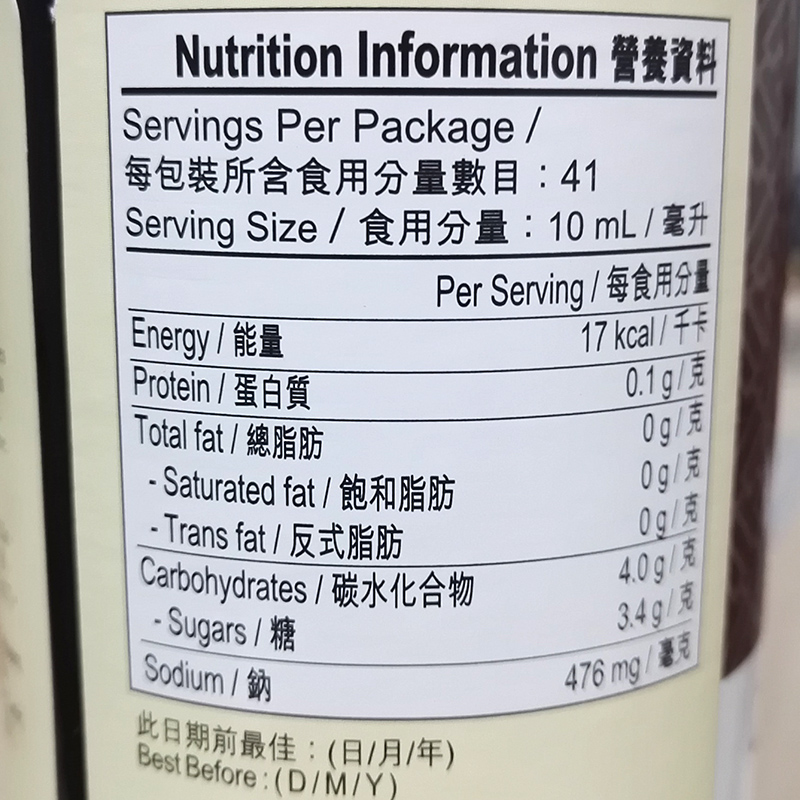 Nutrition Information 營養資料
Servings Per Package /
每包裝所含食用分量數目：41
Serving Size / 食用分量：10 mL / 毫升
Per Serving / 每食用分量
Energy / 能量 17 kcal / 千卡
Protein / 蛋白質 0.1 g / 克
Total fat / 總脂肪 0 g / 克
- Saturated fat / 飽和脂肪 0 g / 克
- Trans fat / 反式脂肪 0 g / 克
Carbohydrates / 碳水化合物 4.0 g / 克
- Sugars / 糖 3.4 g / 克
Sodium / 鈉 476 mg / 毫克
此日期前最佳：(日/月/年)
Best Before : (D/M/Y)